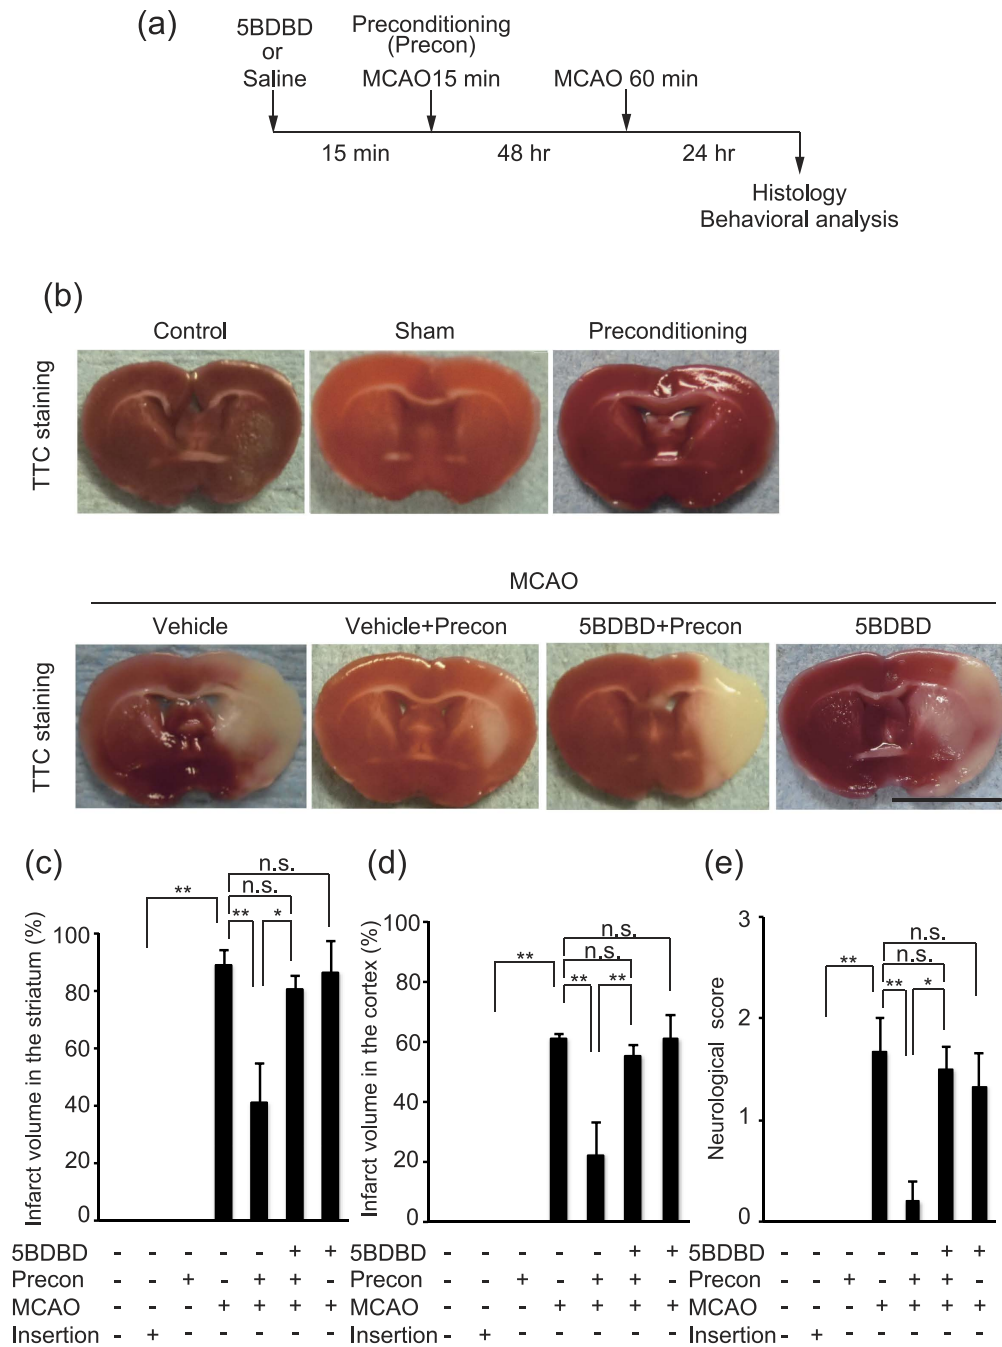 (a)
5BDBD
or
Saline
Preconditioning
(Precon)
MCAO15 min
MCAO 60 min
15 min
48 hr
24 hr
Histology
Behavioral analysis
(b)
Control
Sham
Preconditioning
TTC staining
MCAO
Vehicle
Vehicle+Precon
5BDBD+Precon
5BDBD
TTC staining
(c)
n.s.
n.s.
**
**
*
Infarct volume in the striatum (%)
100
80
60
40
20
0
5BDBD - - - - - + +
Precon - - + - + + -
MCAO - - - + + + +
Insertion - + - - - - -
(d)
n.s.
n.s.
**
**
**
Infarct volume in the cortex (%)
100
80
60
40
20
0
5BDBD - - - - - + +
Precon - - + - + + -
MCAO - - - + + + +
Insertion - + - - - - -
(e)
n.s.
n.s.
**
**
*
Neurological score
3
2
1
0
5BDBD - - - - - + +
Precon - - + - + + -
MCAO - - - + + + +
Insertion - + - - - - -